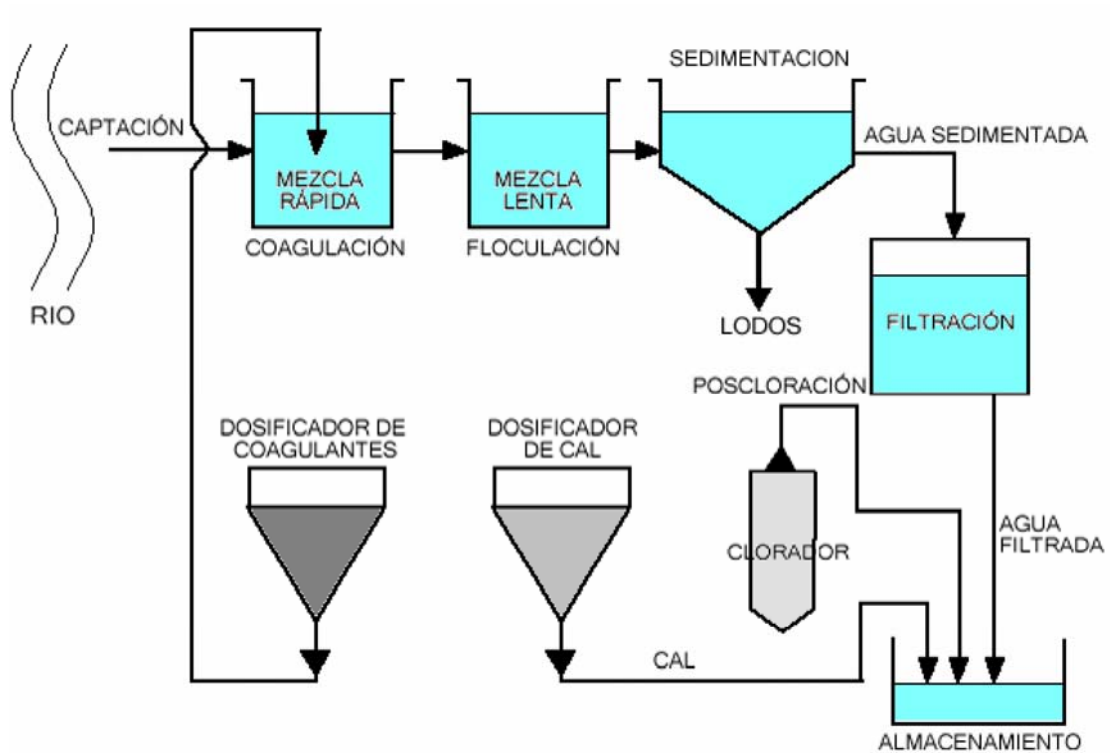 SEDIMENTACION
CAPTACIÓN
AGUA SEDIMENTADA
MEZCLA
RÁPIDA
MEZCLA
LENTA
COAGULACIÓN
FLOCULACIÓN
RIO
LODOS
FILTRACIÓN
POSCLORACIÓN
DOSIFICADOR DE
COAGULANTES
DOSIFICADOR
DE CAL
CLORADOR
AGUA
FILTRADA
CAL
ALMACENAMIENTO